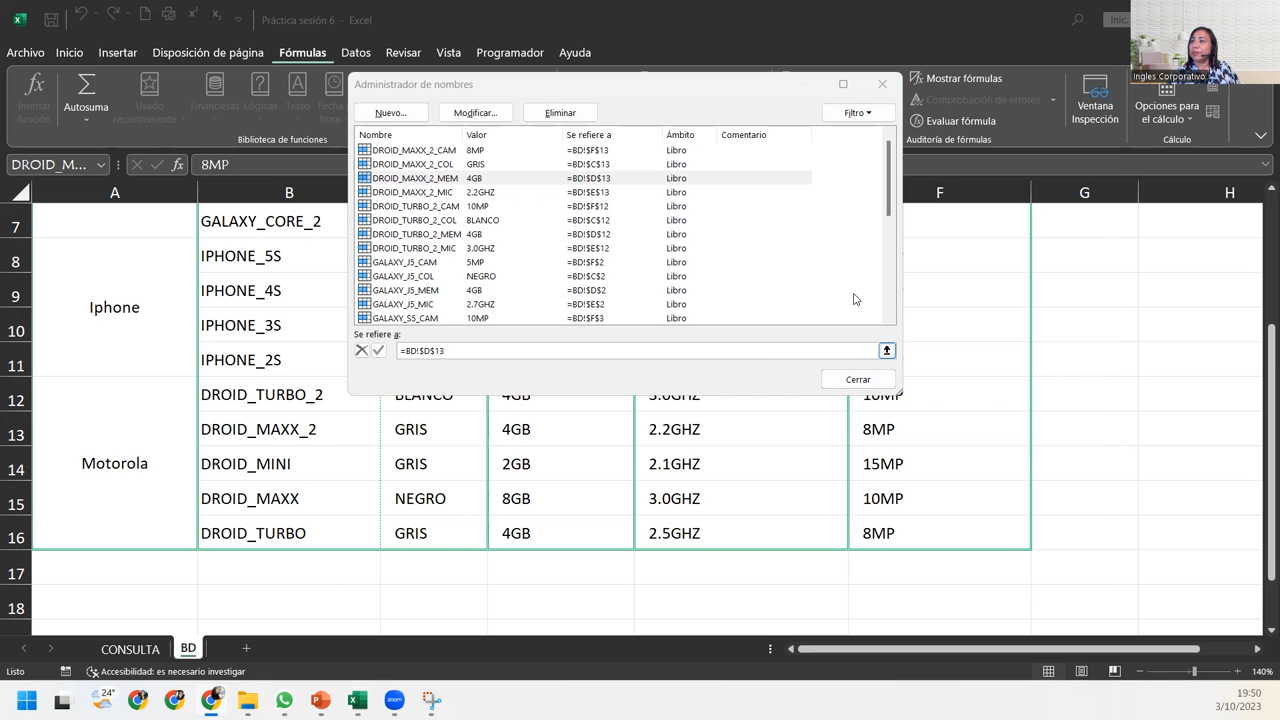 Práctica sesión 6 - Excel
Inic
Archivo Inicio Insertar Disposición de página Fórmulas Datos Revisar Vista Programador Ayuda
Ingles Corporativo
Insertar función
Autosuma
Usado
Financieras
Lógicas
Texto
Fecha
hora
Biblioteca de funciones
Mostrar fórmulas
Comprobación de errores
Evaluar fórmula
Auditoría de fórmulas
Ventana Inspección
Opciones para el cálculo
Cálculo
DROID_M...
fx
8MP
Administrador de nombres
Nuevo... Modificar... Eliminar Filtro
Nombre Valor Se refiere a Ámbito Comentario
DROID_MAXX_2_CAM 8MP =BD!$F$13 Libro
DROID_MAXX_2_COL GRIS =BD!$C$13 Libro
DROID_MAXX_2_MEM 4GB =BD!$D$13 Libro
DROID_MAXX_2_MIC 2.2GHZ =BD!$E$13 Libro
DROID_TURBO_2_CAM 10MP =BD!$F$12 Libro
DROID_TURBO_2_COL BLANCO =BD!$C$12 Libro
DROID_TURBO_2_MEM 4GB =BD!$D$12 Libro
DROID_TURBO_2_MIC 3.0GHZ =BD!$E$12 Libro
GALAXY_J5_CAM 5MP =BD!$F$2 Libro
GALAXY_J5_COL NEGRO =BD!$C$2 Libro
GALAXY_J5_MEM 4GB =BD!$D$2 Libro
GALAXY_J5_MIC 2.7GHZ =BD!$E$2 Libro
GALAXY_S5_CAM 10MP =BD!$F$3 Libro
Se refiere a:
=BD!$D$13
Cerrar
A B F G H
7 GALAXY_CORE_2
8 IPHONE_5S
9 IPHONE_4S
Iphone
10 IPHONE_3S
11 IPHONE_2S
12 DROID_TURBO_2 BLANCO 4GB 3.0GHZ 10MP
13 DROID_MAXX_2 GRIS 4GB 2.2GHZ 8MP
14 Motorola DROID_MINI GRIS 2GB 2.1GHZ 15MP
15 DROID_MAXX NEGRO 8GB 3.0GHZ 10MP
16 DROID_TURBO GRIS 4GB 2.5GHZ 8MP
17
18
CONSULTA BD
Listo Accesibilidad: es necesario investigar 140%
24°
zoom
19:50
3/10/2023